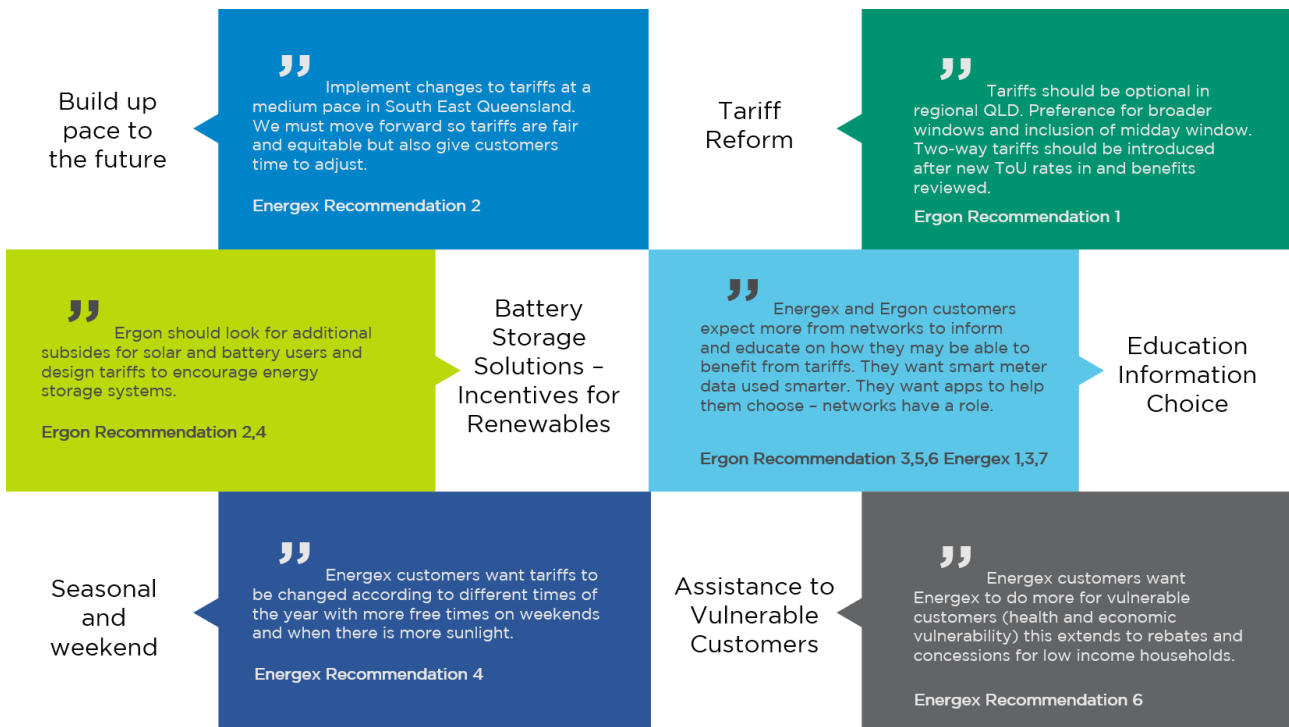 Build up
pace to
the future
” Implement changes to tariffs at a
medium pace in South East Queensland.
We must move forward so tariffs are fair
and equitable but also give customers
time to adjust.
Energex Recommendation 2
Tariff
Reform
” Tariffs should be optional in
regional QLD. Preference for broader
windows and inclusion of midday window.
Two-way tariffs should be introduced
after new ToU rates in and benefits
reviewed.
Ergon Recommendation 1
” Ergon should look for additional
subsides for solar and battery users and
design tariffs to encourage energy
storage systems.
Ergon Recommendation 2,4
Battery
Storage
Solutions –
Incentives for
Renewables
” Energex and Ergon customers
expect more from networks to inform
and educate on how they may be able to
benefit from tariffs. They want smart meter
data used smarter. They want apps to help
them choose – networks have a role.
Ergon Recommendation 3,5,6 Energex 1,3,7
Education
Information
Choice
Seasonal
and
weekend
” Energex customers want tariffs to
be changed according to different times of
the year with more free times on weekends
and when there is more sunlight.
Energex Recommendation 4
Assistance to
Vulnerable
Customers
” Energex customers want
Energex to do more for vulnerable
customers (health and economic
vulnerability) this extends to rebates and
concessions for low income households.
Energex Recommendation 6